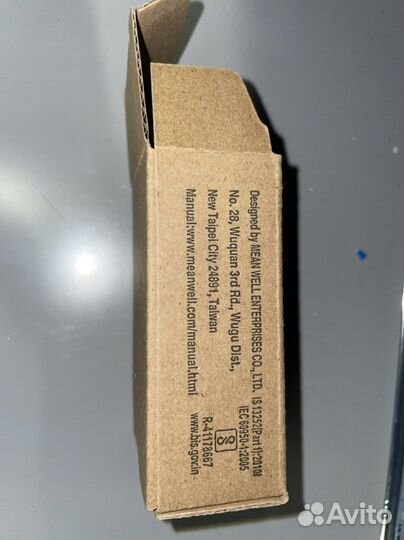 Designed by MEAN WELL ENTERPRISES CO., LTD.
No. 28, Wuquan 3rd Rd., Wugu Dist.,
New Taipei City 24891, Taiwan
Manual:www.meanwell.com/manual.html
IS 13252(Part 1):2010/
IEC 60950-1:2005
R-41178667
www.bis.gov.in
Avito